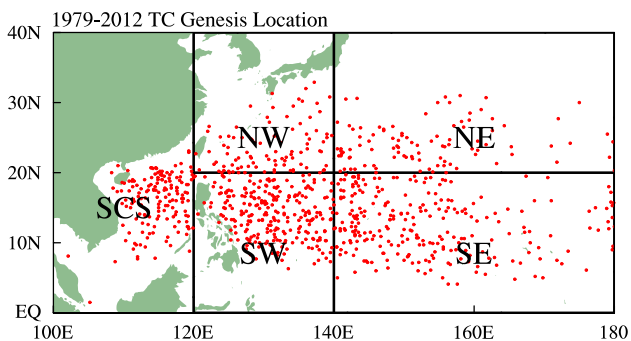 1979-2012 TC Genesis Location
40N
30N
NW NE
20N
SCS
10N
SW SE
EQ
100E 120E 140E 160E 180